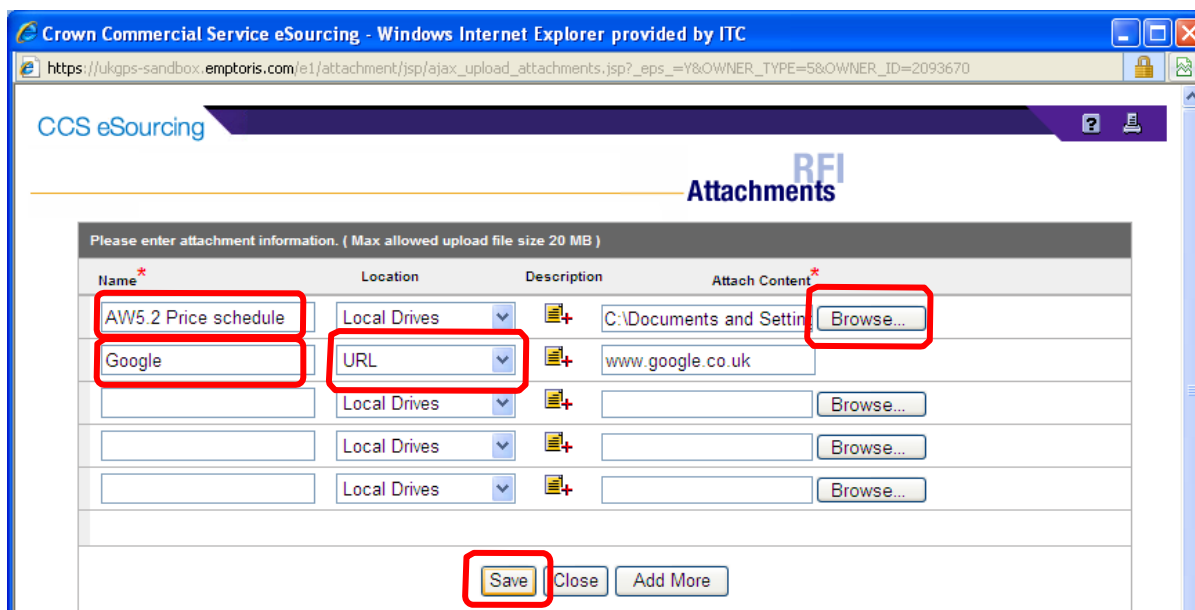 Crown Commercial Service eSourcing - Windows Internet Explorer provided by ITC
https://ukgps-sandbox.emptoris.com/e1/attachment/jsp/ajax_upload_attachments.jsp?_eps_=Y&OWNER_TYPE=5&OWNER_ID=2093670
CCS eSourcing
?
RFI
Attachments
Please enter attachment information. ( Max allowed upload file size 20 MB )
Name* Location Description Attach Content*
AW5.2 Price schedule Local Drives C:\Documents and Settin Browse...
Google URL www.google.co.uk
Local Drives Browse...
Local Drives Browse...
Local Drives Browse...
Save Close Add More